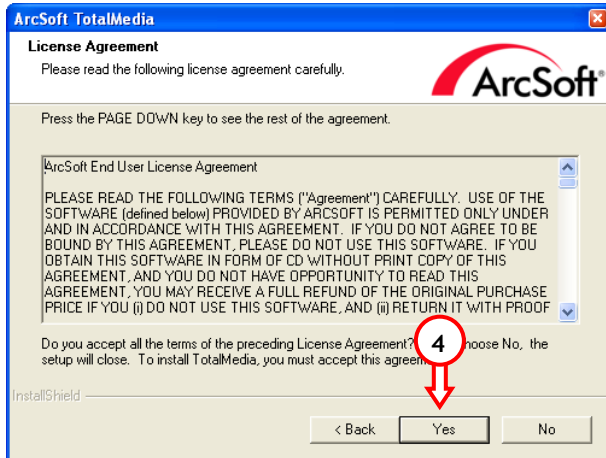 ArcSoft TotalMedia
License Agreement
Please read the following license agreement carefully.
ArcSoft®
Press the PAGE DOWN key to see the rest of the agreement.
ArcSoft End User License Agreement
PLEASE READ THE FOLLOWING TERMS ("Agreement") CAREFULLY. USE OF THE
SOFTWARE (defined below) PROVIDED BY ARCSOFT IS PERMITTED ONLY UNDER
AND IN ACCORDANCE WITH THIS AGREEMENT. IF YOU DO NOT AGREE TO BE
BOUND BY THIS AGREEMENT, PLEASE DO NOT USE THIS SOFTWARE. IF YOU
OBTAIN THIS SOFTWARE IN FORM OF CD WITHOUT PRINT COPY OF THIS
AGREEMENT, AND YOU DO NOT HAVE OPPORTUNITY TO READ THIS
AGREEMENT, YOU MAY RECEIVE A FULL REFUND OF THE ORIGINAL PURCHASE
PRICE IF YOU (i) DO NOT USE THIS SOFTWARE, AND (ii) RETURN IT WITH PROOF
Do you accept all the terms of the preceding License Agreement? hoose No, the
setup will close. To install TotalMedia, you must accept this agreem
4
InstallShield
< Back Yes No